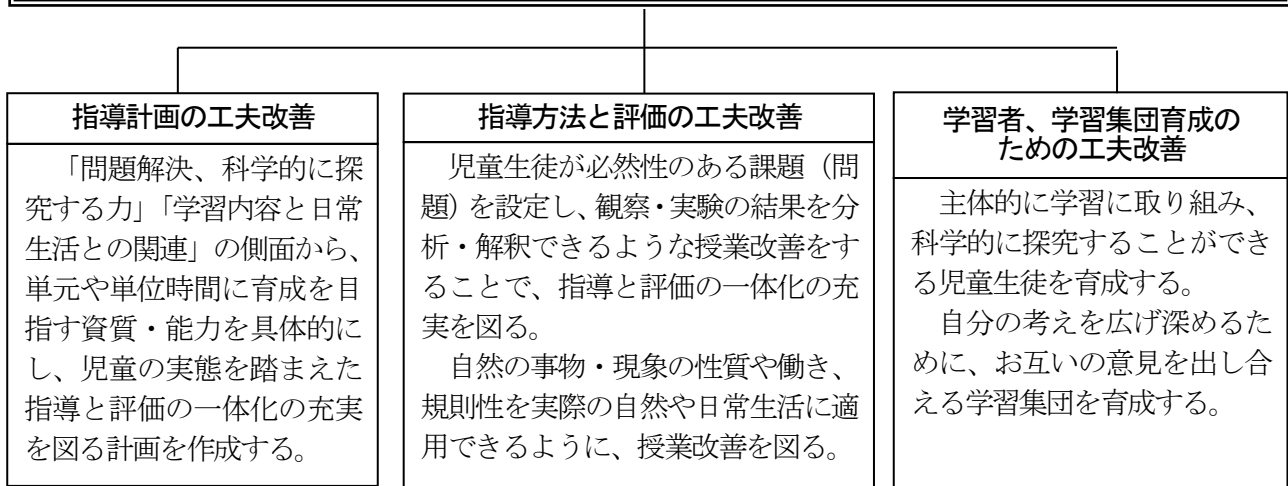 指導計画の工夫改善
「問題解決、科学的に探
究する力」「学習内容と日常
生活との関連」の側面から、
単元や単位時間に育成を目
指す資質・能力を具体的に
し、児童の実態を踏まえた
指導と評価の一体化の充実
を図る計画を作成する。
指導方法と評価の工夫改善
児童生徒が必然性のある課題（問
題）を設定し、観察・実験の結果を分
析・解釈できるような授業改善をす
ることで、指導と評価の一体化の充
実を図る。
自然の事物・現象の性質や働き、
規則性を実際の自然や日常生活に適
用できるように、授業改善を図る。
学習者、学習集団育成の
ための工夫改善
主体的に学習に取り組み、
科学的に探究することができ
る児童生徒を育成する。
自分の考えを広げ深めるた
めに、お互いの意見を出し合
える学習集団を育成する。